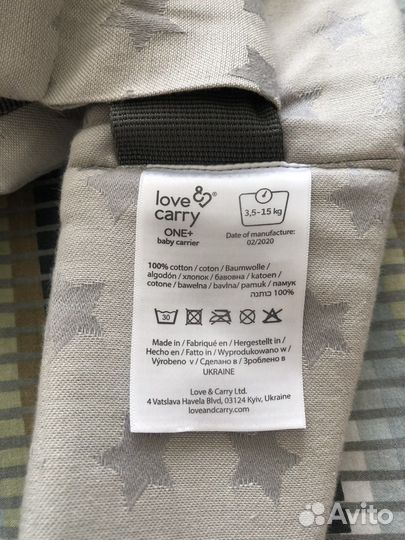 love & carry®
ONE+
baby carrier
3,5-15 kg
Date of manufacture:
02/2020
100% cotton / coton / Baumwolle /
algodón / хлопок / бавовна / katoen /
cotone / bawełna / bavlna / pamuk / памук
100% כותנה
30
Made in / Fabriqué en / Hergestellt in /
Hecho en / Fatto in / Wyprodukowano w /
Výrobeno v / Сделано в / Зроблено в
UKRAINE
Love & Carry Ltd.
4 Vatslava Havela Blvd, 03124 Kyiv, Ukraine
loveandcarry.com
Avito